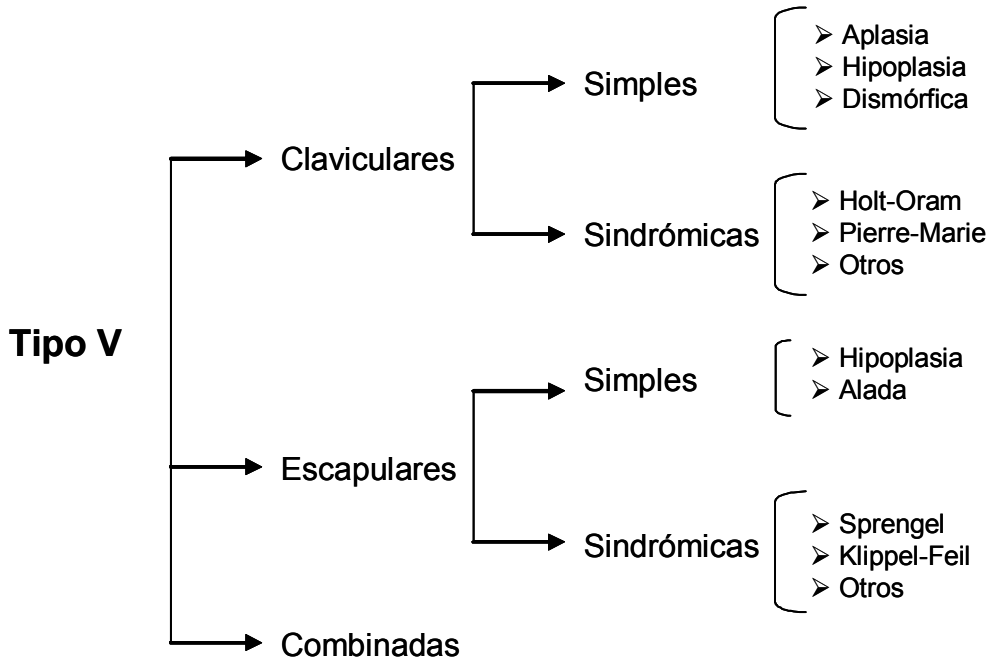 Tipo V
Claviculares
Simples
➢ Aplasia
➢ Hipoplasia
➢ Dismórfica
Sindrómicas
➢ Holt-Oram
➢ Pierre-Marie
➢ Otros
Escapulares
Simples
➢ Hipoplasia
➢ Alada
Sindrómicas
➢ Sprengel
➢ Klippel-Feil
➢ Otros
Combinadas